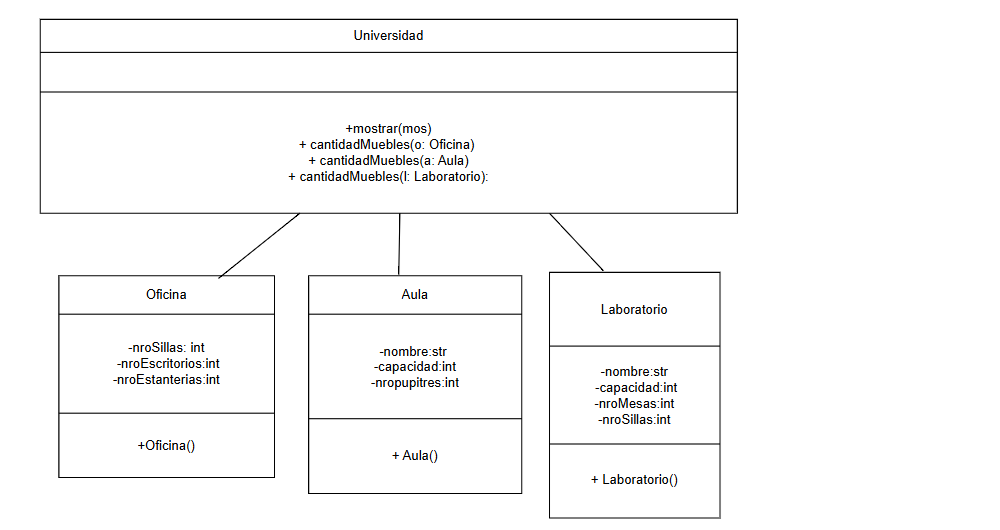 Universidad
+mostrar(mos)
+ cantidadMuebles(o: Oficina)
+ cantidadMuebles(a: Aula)
+ cantidadMuebles(l: Laboratorio):
Oficina
-nroSillas: int
-nroEscritorios:int
-nroEstanterias:int
+Oficina()
Aula
-nombre:str
-capacidad:int
-nropupitres:int
+ Aula()
Laboratorio
-nombre:str
-capacidad:int
-nroMesas:int
-nroSillas:int
+ Laboratorio()